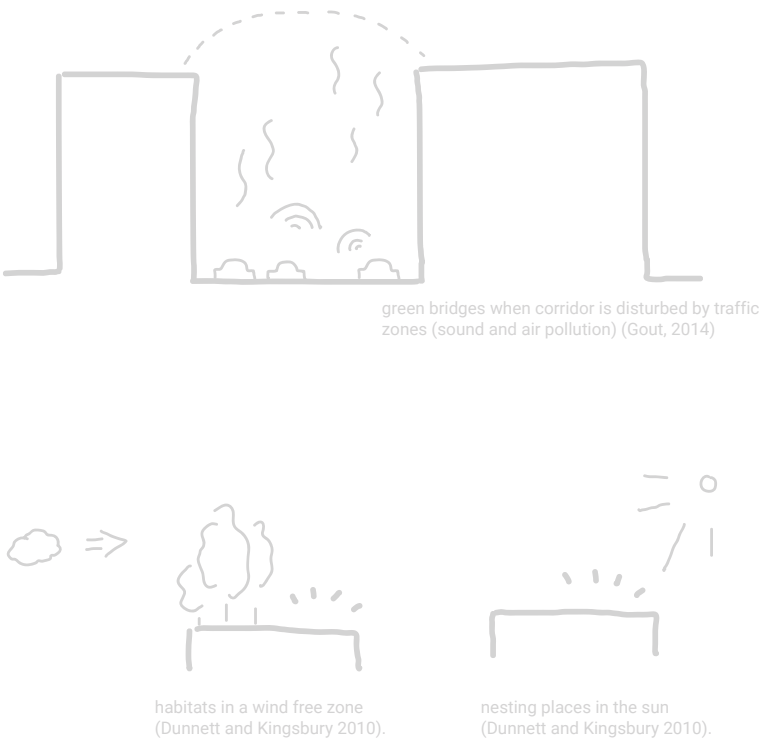 green bridges when corridor is disturbed by traffic
zones (sound and air pollution) (Gout, 2014)
habitats in a wind free zone
(Dunnett and Kingsbury 2010).
nesting places in the sun
(Dunnett and Kingsbury 2010).